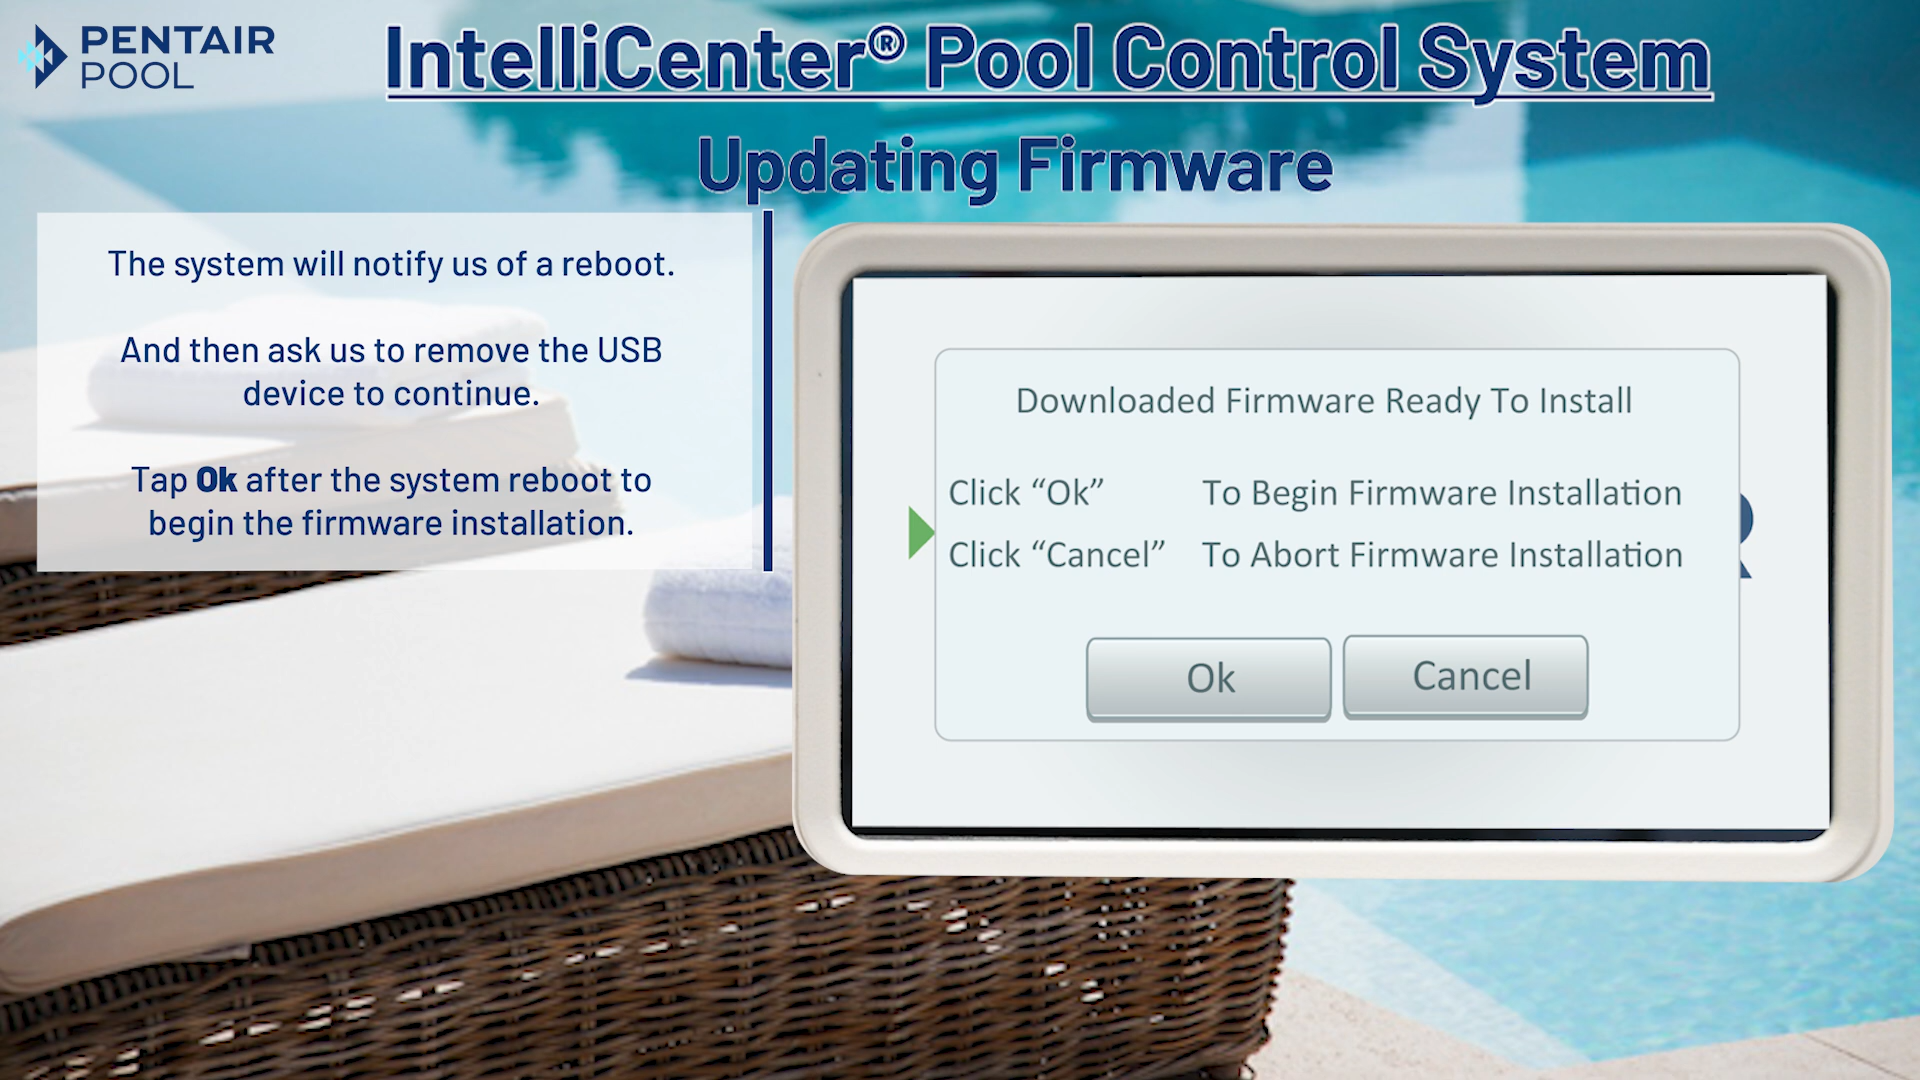 PENTAIR
POOL
IntelliCenter® Pool Control System
Updating Firmware
The system will notify us of a reboot.
And then ask us to remove the USB
device to continue.
Tap Ok after the system reboot to
begin the firmware installation.
Downloaded Firmware Ready To Install
Click “Ok” To Begin Firmware Installation
Click “Cancel” To Abort Firmware Installation
Ok
Cancel